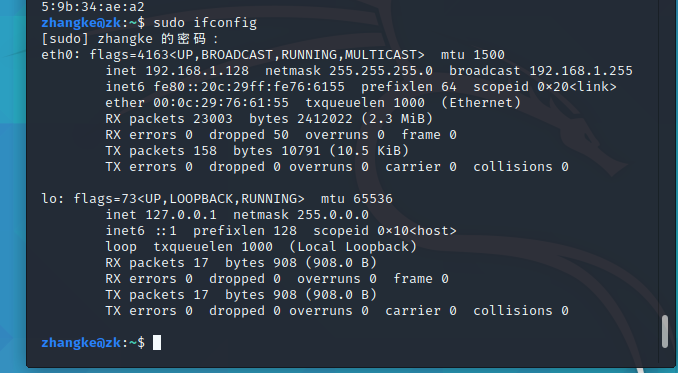 5:9b:34:ae:a2
zhangke@zk:~$ sudo ifconfig
[sudo] zhangke 的密码：
eth0: flags=4163<UP,BROADCAST,RUNNING,MULTICAST>  mtu 1500
        inet 192.168.1.128  netmask 255.255.255.0  broadcast 192.168.1.255
        inet6 fe80::20c:29ff:fe76:6155  prefixlen 64  scopeid 0×20<link>
        ether 00:0c:29:76:61:55  txqueuelen 1000  (Ethernet)
        RX packets 23003  bytes 2412022 (2.3 MiB)
        RX errors 0  dropped 50  overruns 0  frame 0
        TX packets 158  bytes 10791 (10.5 KiB)
        TX errors 0  dropped 0 overruns 0  carrier 0  collisions 0
lo: flags=73<UP,LOOPBACK,RUNNING>  mtu 65536
        inet 127.0.0.1  netmask 255.0.0.0
        inet6 ::1  prefixlen 128  scopeid 0×10<host>
        loop  txqueuelen 1000  (Local Loopback)
        RX packets 17  bytes 908 (908.0 B)
        RX errors 0  dropped 0  overruns 0  frame 0
        TX packets 17  bytes 908 (908.0 B)
        TX errors 0  dropped 0 overruns 0  carrier 0  collisions 0
zhangke@zk:~$